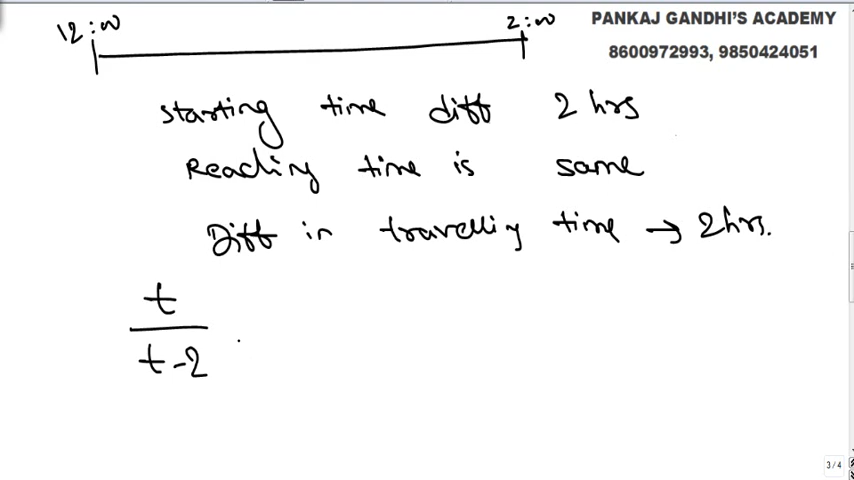 PANKAJ GANDHI'S ACADEMY
8600972993, 9850424051
12:00 2:00
starting time diff 2 hrs
Reaching time is same
Diff in travelling time → 2hrs.
t
t-2
3/4